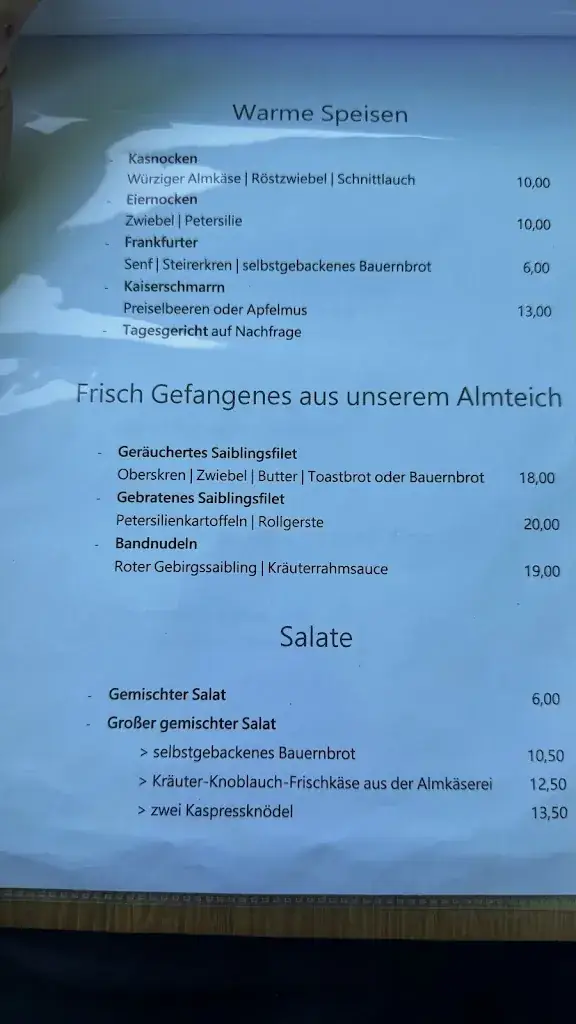 Warme Speisen
- Kasnocken
Würziger Almkäse | Röstzwiebel | Schnittlauch 10,00
- Eiernocken
Zwiebel | Petersilie 10,00
- Frankfurter
Senf | Steirerkren | selbstgebackenes Bauernbrot 6,00
- Kaiserschmarrn
Preiselbeeren oder Apfelmus 13,00
- Tagesgericht auf Nachfrage
Frisch Gefangenes aus unserem Almteich
- Geräuchertes Saiblingsfilet
Oberskren | Zwiebel | Butter | Toastbrot oder Bauernbrot 18,00
- Gebratenes Saiblingsfilet
Petersilienkartoffeln | Rollgerste 20,00
- Bandnudeln
Roter Gebirgssaibling | Kräuterrahmsauce 19,00
Salate
- Gemischter Salat 6,00
- Großer gemischter Salat
> selbstgebackenes Bauernbrot 10,50
> Kräuter-Knoblauch-Frischkäse aus der Almkäserei 12,50
> zwei Kaspressknödel 13,50